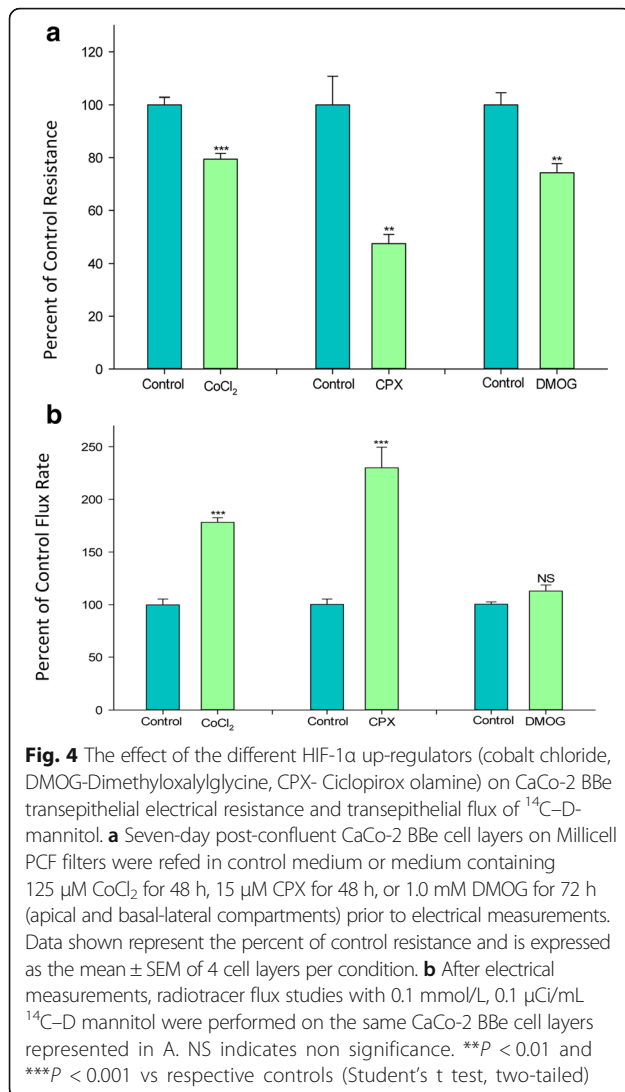 a
Percent of Control Resistance
120
100
80
60
40
20
0
***
**
**
Control CoCl₂ Control CPX Control DMOG
b
Percent of Control Flux Rate
250
200
150
100
50
0
***
***
NS
Control CoCl₂ Control CPX Control DMOG
Fig. 4 The effect of the different HIF-1α up-regulators (cobalt chloride,
DMOG-Dimethyloxalylglycine, CPX- Ciclopirox olamine) on CaCo-2 BBe
transepithelial electrical resistance and transepithelial flux of ¹⁴C–D-
mannitol. a Seven-day post-confluent CaCo-2 BBe cell layers on Millicell
PCF filters were refed in control medium or medium containing
125 μM CoCl₂ for 48 h, 15 μM CPX for 48 h, or 1.0 mM DMOG for 72 h
(apical and basal-lateral compartments) prior to electrical measurements.
Data shown represent the percent of control resistance and is expressed
as the mean ± SEM of 4 cell layers per condition. b After electrical
measurements, radiotracer flux studies with 0.1 mmol/L, 0.1 μCi/mL
¹⁴C–D mannitol were performed on the same CaCo-2 BBe cell layers
represented in A. NS indicates non significance. **P < 0.01 and
***P < 0.001 vs respective controls (Student's t test, two-tailed)